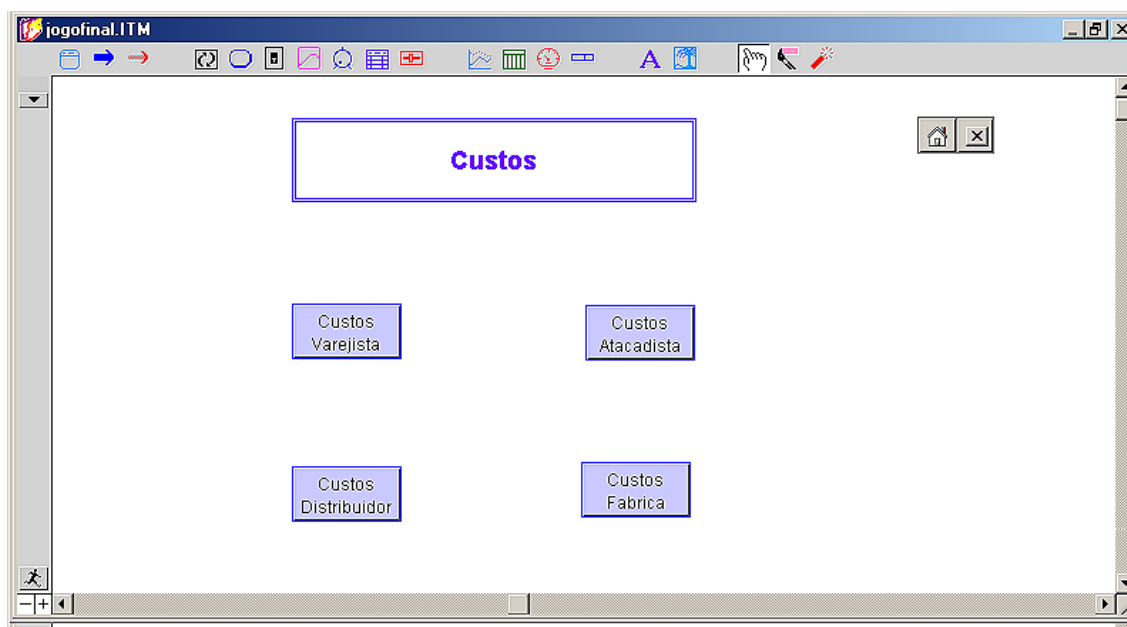 jogofinal.ITM
A
Custos
Custos
Varejista
Custos
Atacadista
Custos
Distribuidor
Custos
Fabrica